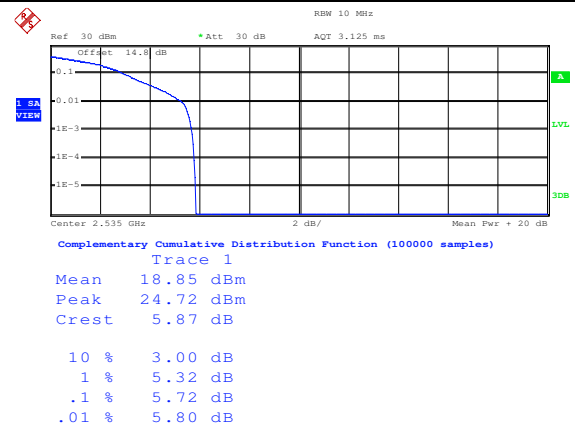 R S
RBW 10 MHz
Ref 30 dBm *Att 30 dB AQT 3.125 ms
Offset 14.8 dB
0.1
A
0.01
1 SA
VIEW
1E-3
LVL
1E-4
1E-5
3DB
Center 2.535 GHz 2 dB/ Mean Pwr + 20 dB
Complementary Cumulative Distribution Function (100000 samples)
Trace 1
Mean 18.85 dBm
Peak 24.72 dBm
Crest 5.87 dB
10 % 3.00 dB
1 % 5.32 dB
.1 % 5.72 dB
.01 % 5.80 dB